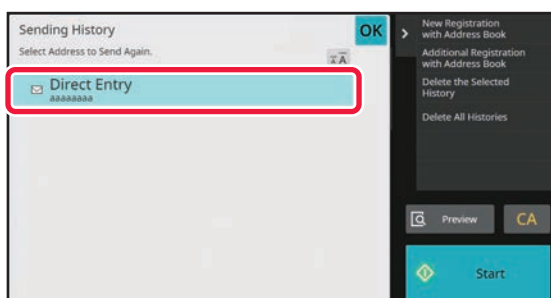 Sending History
OK
Select Address to Send Again.
Direct Entry
aaaaaaaa
New Registration
with Address Book
Additional Registration
with Address Book
Delete the Selected
History
Delete All Histories
Preview
CA
Start